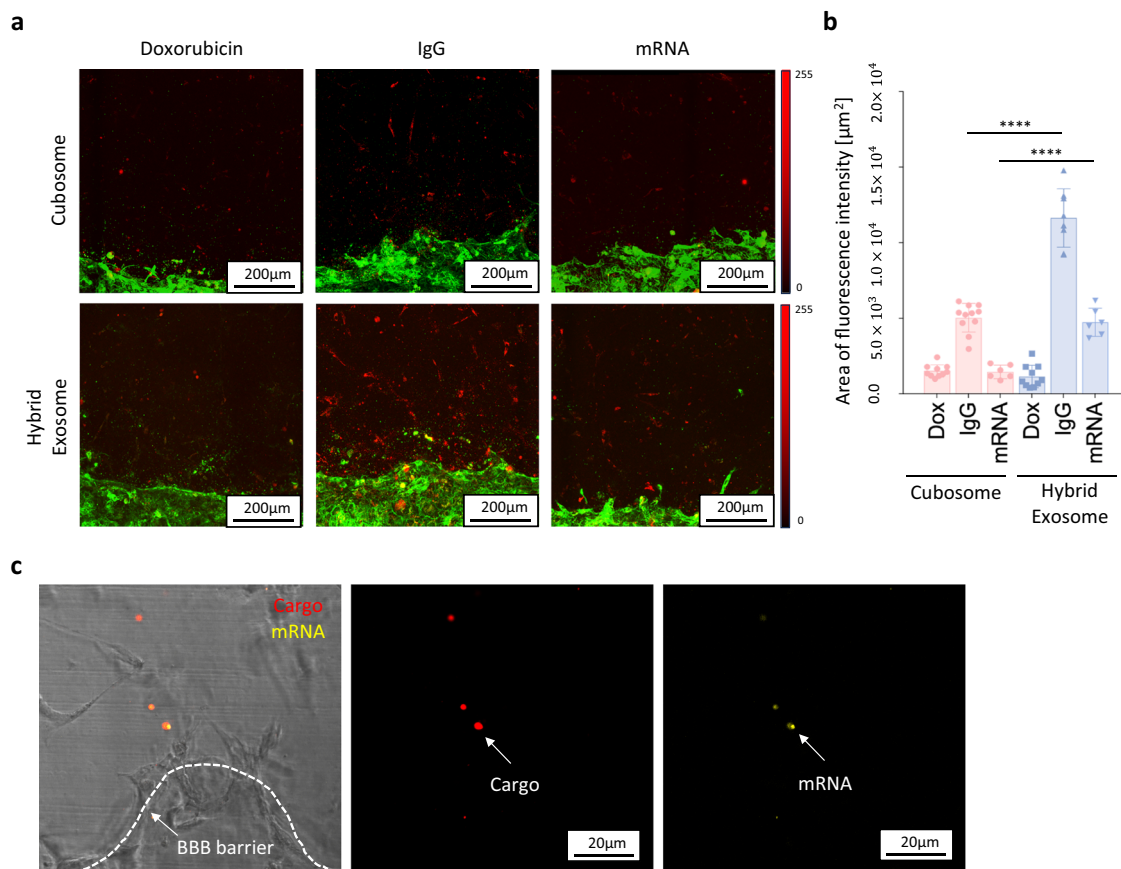 a
Doxorubicin
IgG
mRNA
Cubosome
200µm
200µm
200µm
255
0
Hybrid
Exosome
200µm
200µm
200µm
255
0
b
Area of fluorescence intensity [µm²]
2.0× 10⁴
1.5× 10⁴
1.0× 10⁴
5.0 × 10³
0.0
****
****
Dox
IgG
mRNA
Dox
IgG
mRNA
Cubosome
Hybrid
Exosome
c
Cargo
mRNA
BBB barrier
Cargo
20µm
mRNA
20µm